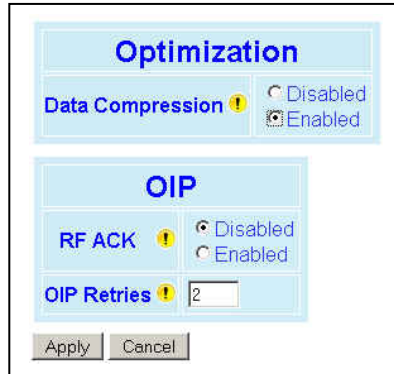 Optimization
Data Compression ! Disabled
Enabled
OIP
RF ACK ! Disabled
Enabled
OIP Retries ! 2
Apply Cancel